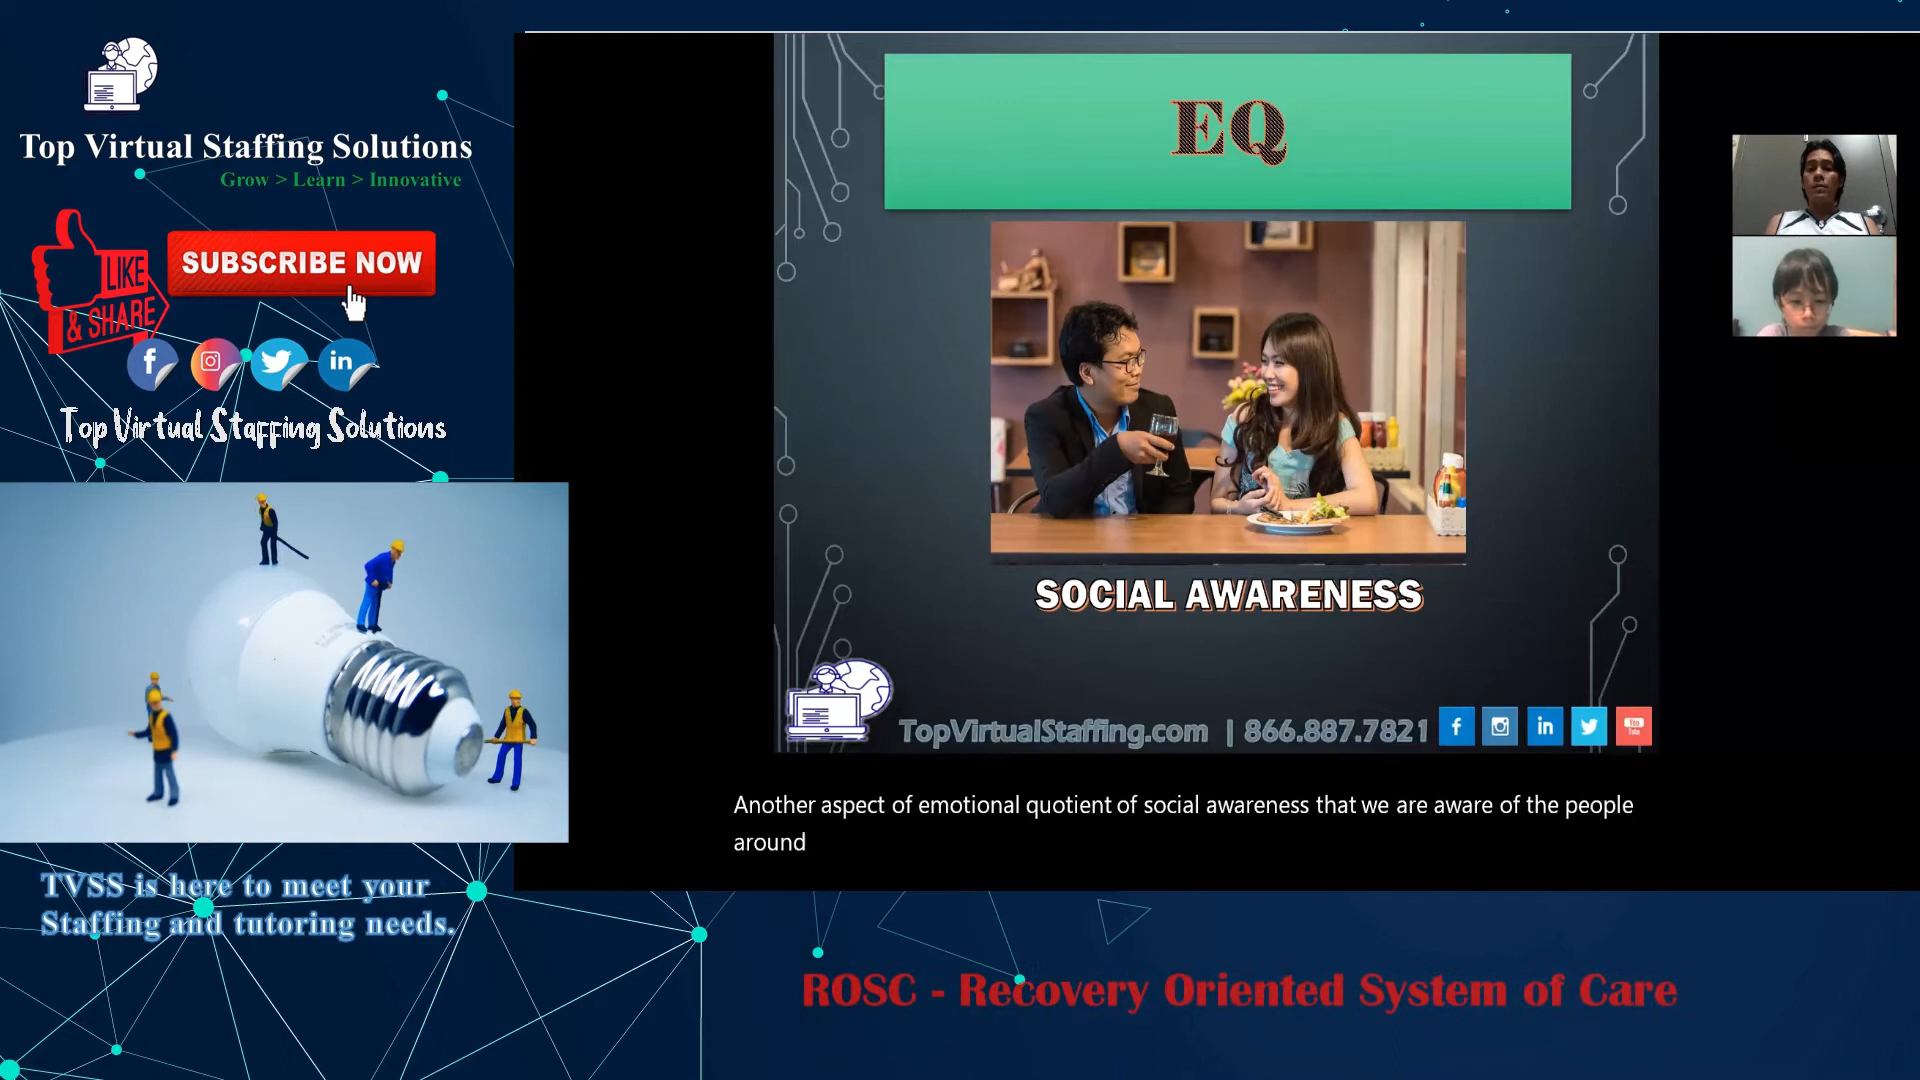 Top Virtual Staffing Solutions
Grow > Learn > Innovative
LIKE
& SHARE
SUBSCRIBE NOW
Top Virtual Staffing Solutions
TVSS is here to meet your
Staffing and tutoring needs.
EQ
SOCIAL AWARENESS
TopVirtualStaffing.com | 866.887.7821
You
Tube
Another aspect of emotional quotient of social awareness that we are aware of the people
around
ROSC - Recovery Oriented System of Care